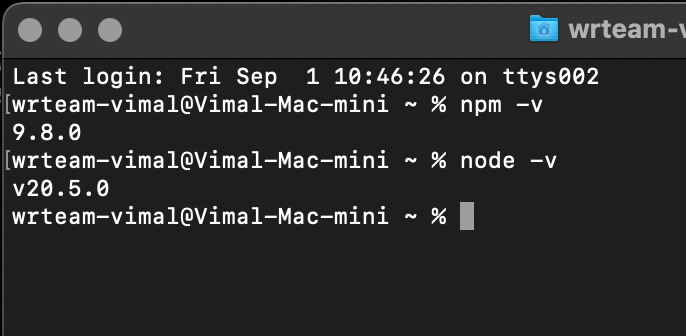 wrteam-v
Last login: Fri Sep  1 10:46:26 on ttys002
[wrteam-vimal@Vimal-Mac-mini ~ % npm -v
9.8.0
[wrteam-vimal@Vimal-Mac-mini ~ % node -v
v20.5.0
wrteam-vimal@Vimal-Mac-mini ~ %